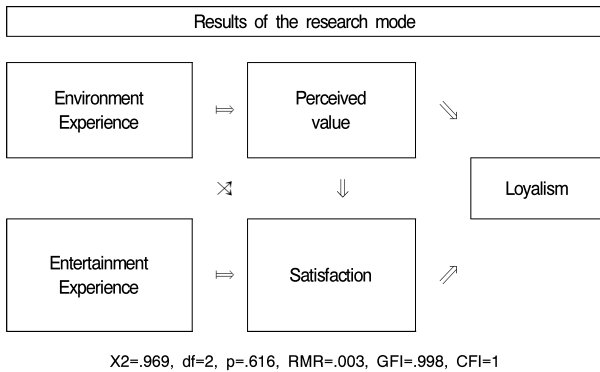 Results of the research mode
Environment
Experience
Perceived
value
Loyalism
Entertainment
Experience
Satisfaction
X2=.969, df=2, p=.616, RMR=.003, GFI=.998, CFI=1